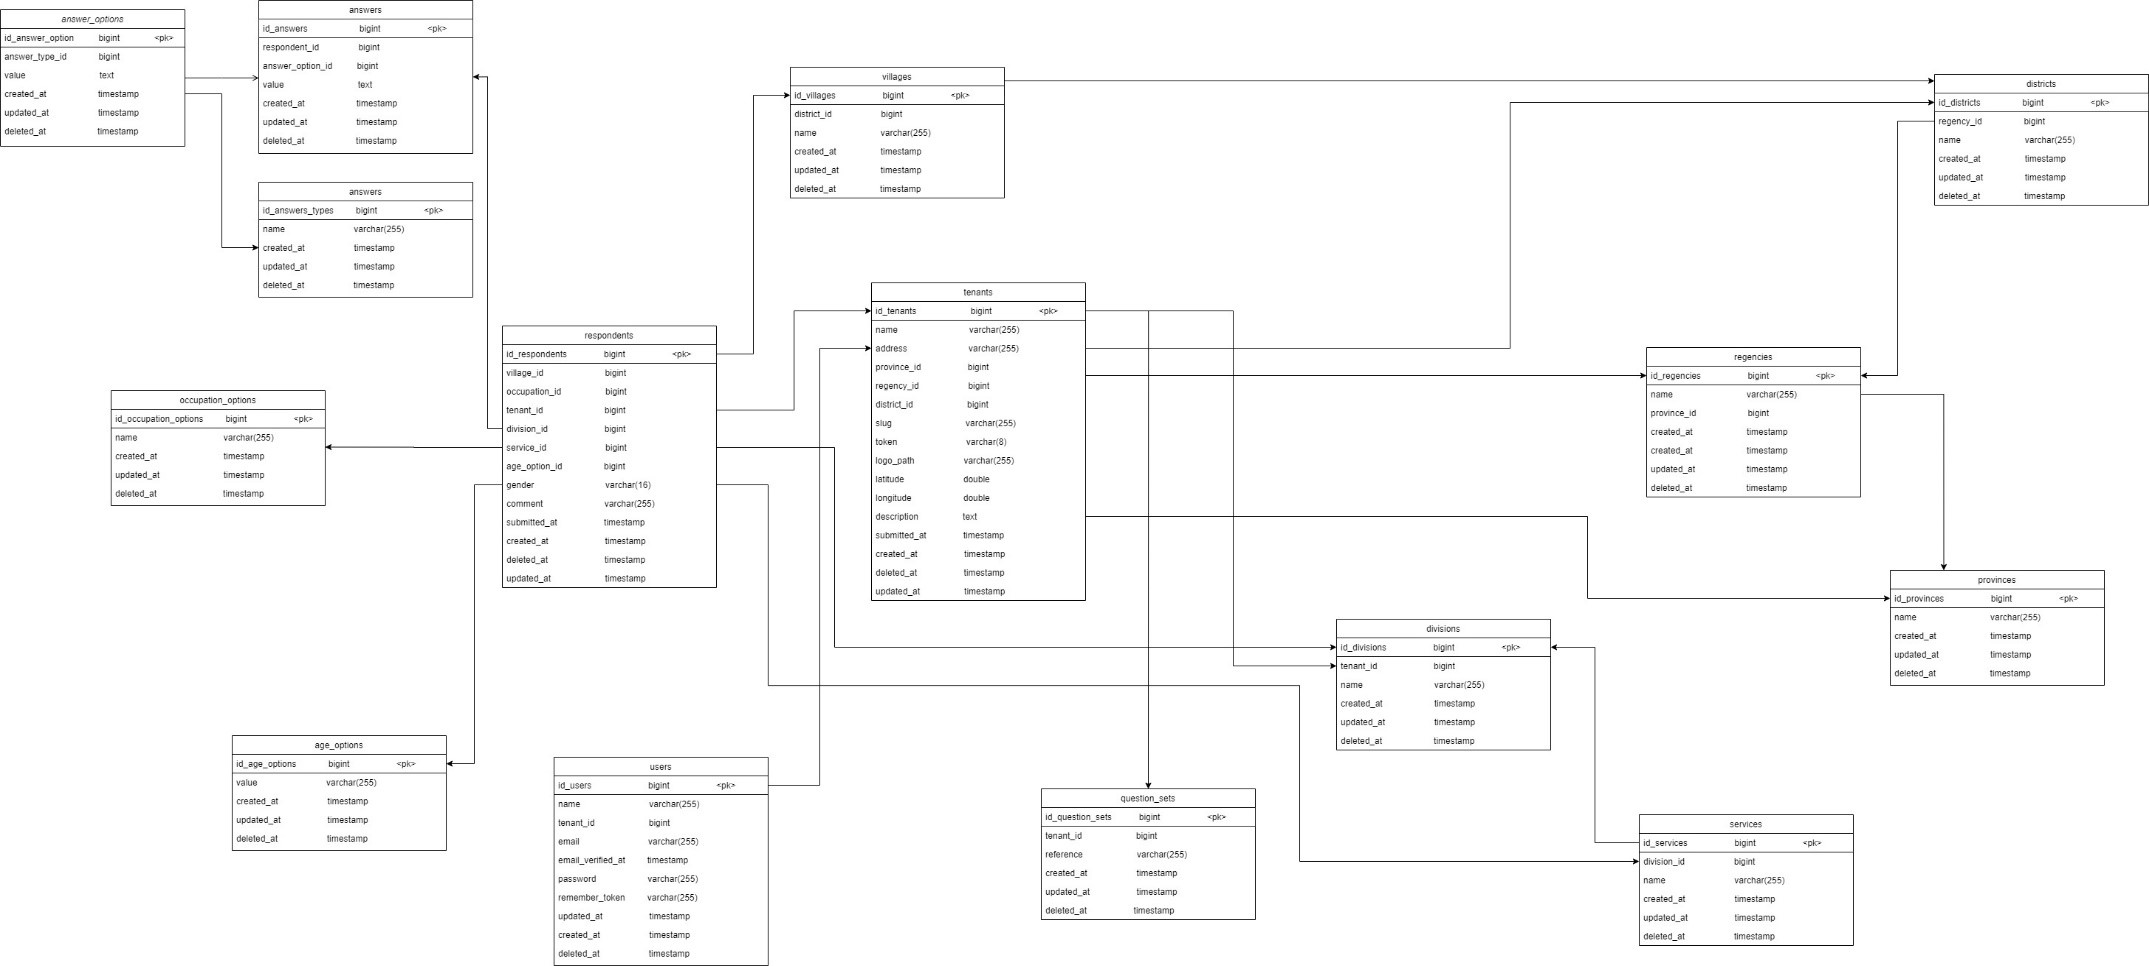 answer_options
id_answer_option bigint <pk>
answer_type_id bigint
value text
created_at timestamp
updated_at timestamp
deleted_at timestamp
answers
id_answers bigint <pk>
respondent_id bigint
answer_option_id bigint
value text
created_at timestamp
updated_at timestamp
deleted_at timestamp
answers
id_answers_types bigint <pk>
name varchar(255)
created_at timestamp
updated_at timestamp
deleted_at timestamp
villages
id_villages bigint <pk>
district_id bigint
name varchar(255)
created_at timestamp
updated_at timestamp
deleted_at timestamp
districts
id_districts bigint <pk>
regency_id bigint
name varchar(255)
created_at timestamp
updated_at timestamp
deleted_at timestamp
respondents
id_respondents bigint <pk>
village_id bigint
occupation_id bigint
tenant_id bigint
division_id bigint
service_id bigint
age_option_id bigint
gender varchar(16)
comment varchar(255)
submitted_at timestamp
created_at timestamp
deleted_at timestamp
updated_at timestamp
tenants
id_tenants bigint <pk>
name varchar(255)
address varchar(255)
province_id bigint
regency_id bigint
district_id bigint
slug varchar(255)
token varchar(8)
logo_path varchar(255)
latitude double
longitude double
description text
submitted_at timestamp
created_at timestamp
deleted_at timestamp
updated_at timestamp
regencies
id_regencies bigint <pk>
name varchar(255)
province_id bigint
created_at timestamp
created_at timestamp
updated_at timestamp
deleted_at timestamp
occupation_options
id_occupation_options bigint <pk>
name varchar(255)
created_at timestamp
updated_at timestamp
deleted_at timestamp
provinces
id_provinces bigint <pk>
name varchar(255)
created_at timestamp
updated_at timestamp
deleted_at timestamp
divisions
id_divisions bigint <pk>
tenant_id bigint
name varchar(255)
created_at timestamp
updated_at timestamp
deleted_at timestamp
age_options
id_age_options bigint <pk>
value varchar(255)
created_at timestamp
updated_at timestamp
deleted_at timestamp
users
id_users bigint <pk>
name varchar(255)
tenant_id bigint
email varchar(255)
email_verified_at timestamp
password varchar(255)
remember_token varchar(255)
updated_at timestamp
created_at timestamp
deleted_at timestamp
question_sets
id_question_sets bigint <pk>
tenant_id bigint
reference varchar(255)
created_at timestamp
updated_at timestamp
deleted_at timestamp
services
id_services bigint <pk>
division_id bigint
name varchar(255)
created_at timestamp
updated_at timestamp
deleted_at timestamp